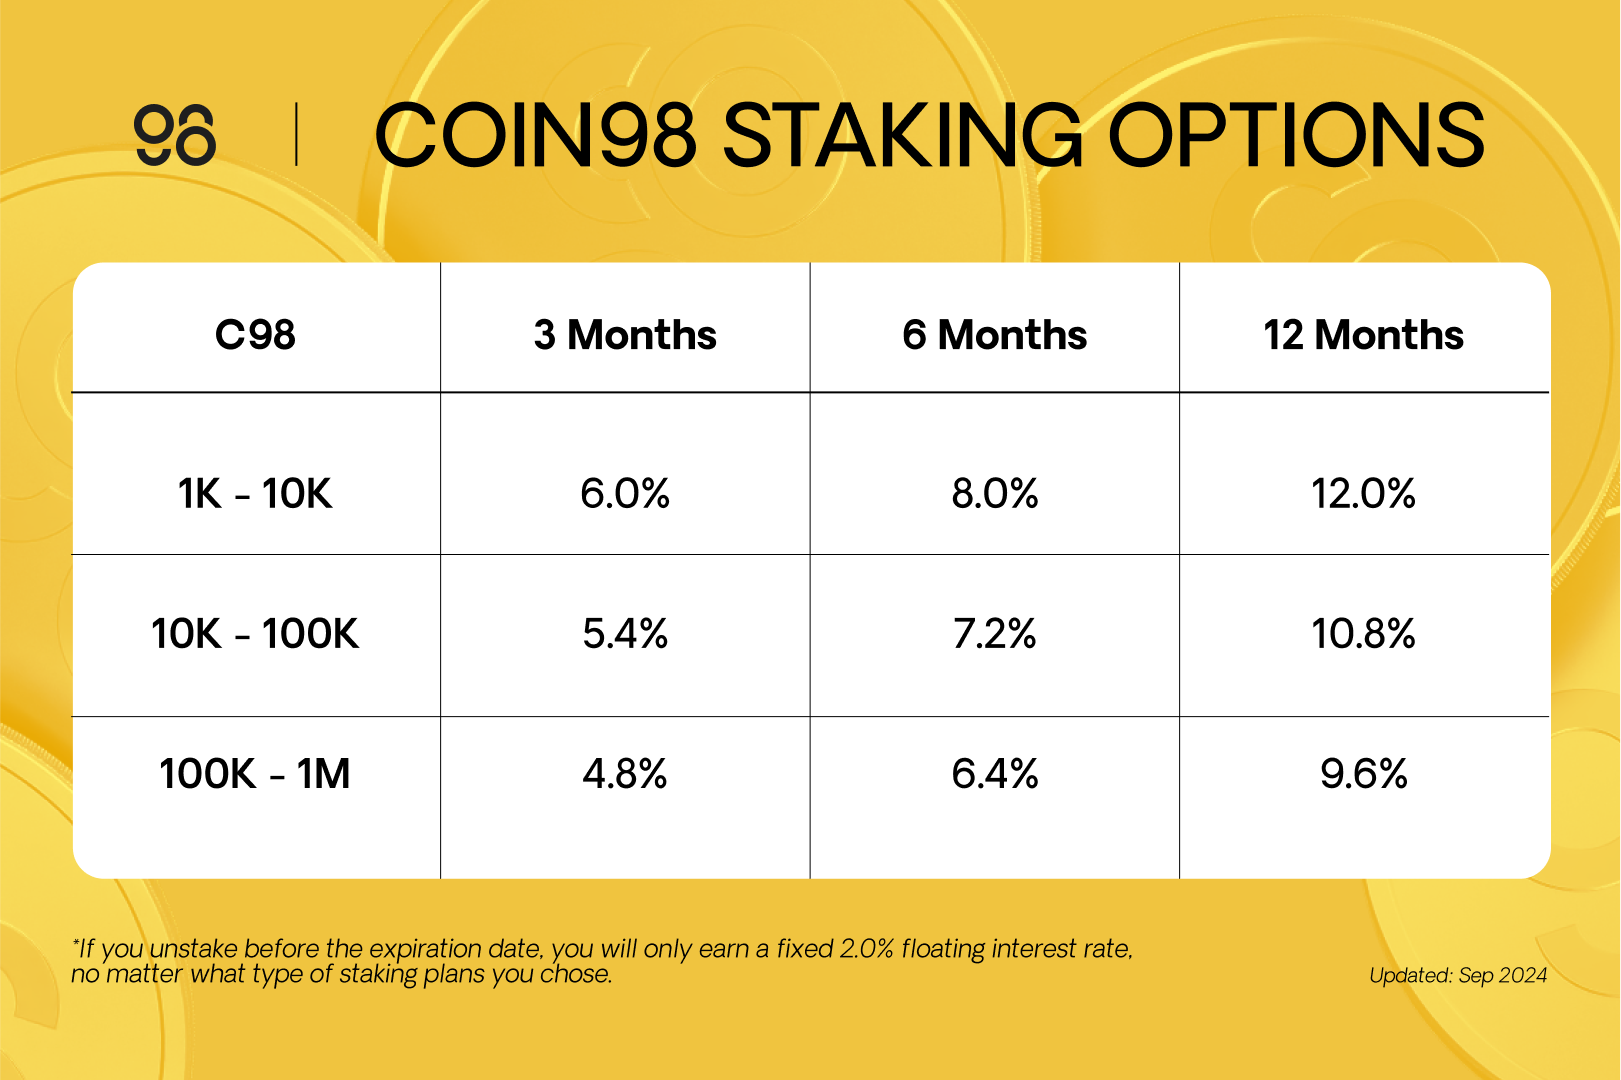 98 | COIN98 STAKING OPTIONS
C98 3 Months 6 Months 12 Months
1K - 10K 6.0% 8.0% 12.0%
10K - 100K 5.4% 7.2% 10.8%
100K - 1M 4.8% 6.4% 9.6%
*If you unstake before the expiration date, you will only earn a fixed 2.0% floating interest rate,
no matter what type of staking plans you chose.
Updated: Sep 2024